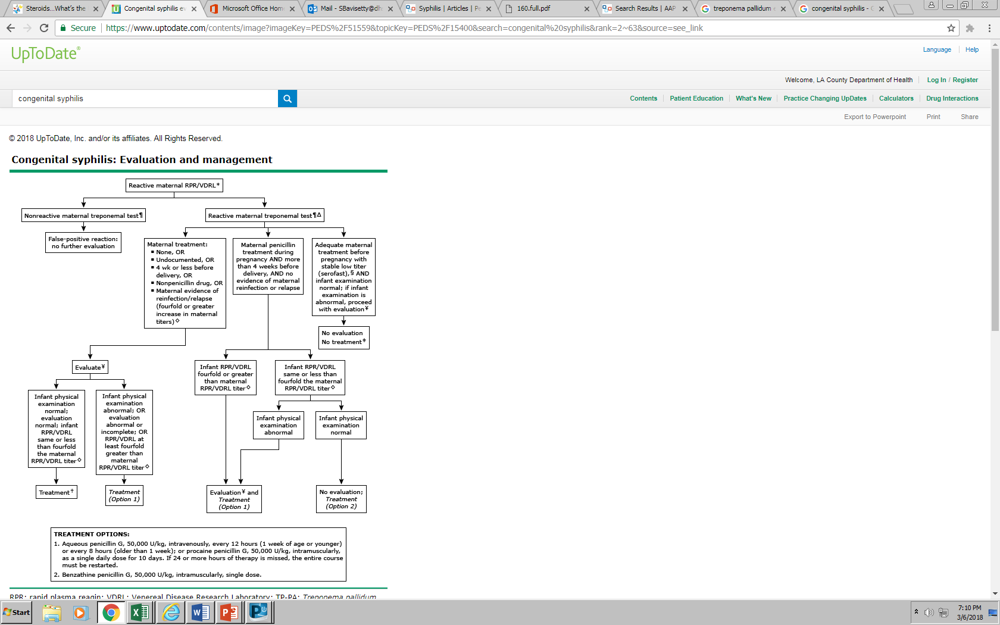 Steroids...What's the
Congenital syphilis ev
Microsoft Office Home
Mail - SBavisetty@dh
Syphilis | Articles | Pe
160.full.pdf
Search Results | AAP
treponema pallidum e
congenital syphilis - G
Secure
https://www.uptodate.com/contents/image?imageKey=PEDS%2F51559&topicKey=PEDS%2F15400&search=congenital%20syphilis&rank=2~63&source=see_link
UpToDate®
Language
Help
Welcome, LA County Department of Health
Log In / Register
congenital syphilis
Contents
Patient Education
What's New
Practice Changing UpDates
Calculators
Drug Interactions
Export to Powerpoint
Print
Share
© 2018 UpToDate, Inc. and/or its affiliates. All Rights Reserved.
Congenital syphilis: Evaluation and management
Reactive maternal RPR/VDRL*
Nonreactive maternal treponemal test¶
Reactive maternal treponemal test¶Δ
False-positive reaction:
no further evaluation
Maternal treatment:
▪ None, OR
▪ Undocumented, OR
▪ 4 wk or less before
delivery, OR
▪ Nonpenicillin drug, OR
▪ Maternal evidence of
reinfection/relapse
(fourfold or greater
increase in maternal
titers)◇
Maternal penicillin
treatment during
pregnancy AND more
than 4 weeks before
delivery, AND no
evidence of maternal
reinfection or relapse
Adequate maternal
treatment before
pregnancy with
stable low titer
(serofast),§ AND
infant examination
normal; if infant
examination is
abnormal, proceed
with evaluation¥
No evaluation
No treatment‡
Evaluate¥
Infant RPR/VDRL
fourfold or greater
than maternal
RPR/VDRL titer◇
Infant RPR/VDRL
same or less than
fourfold the maternal
RPR/VDRL titer◇
Infant physical
examination
normal;
evaluation
normal; infant
RPR/VDRL
same or less
than fourfold
the maternal
RPR/VDRL titer◇
Infant physical
examination
abnormal; OR
evaluation
abnormal or
incomplete; OR
RPR/VDRL at
least fourfold
greater than
maternal
RPR/VDRL titer◇
Infant physical
examination
abnormal
Infant physical
examination
normal
Treatment†
Treatment
(Option 1)
Evaluation¥ and
Treatment
(Option 1)
No evaluation;
Treatment
(Option 2)
TREATMENT OPTIONS:
1. Aqueous penicillin G, 50,000 U/kg, intravenously, every 12 hours (1 week of age or younger)
or every 8 hours (older than 1 week); or procaine penicillin G, 50,000 U/kg, intramuscularly,
as a single daily dose for 10 days. If 24 or more hours of therapy is missed, the entire course
must be restarted.
2. Benzathine penicillin G, 50,000 U/kg, intramuscularly, single dose.
RPR: rapid plasma reagin; VDRL: Venereal Disease Research Laboratory; TP-PA: Treponema pallidum
Start
7:10 PM
3/6/2018